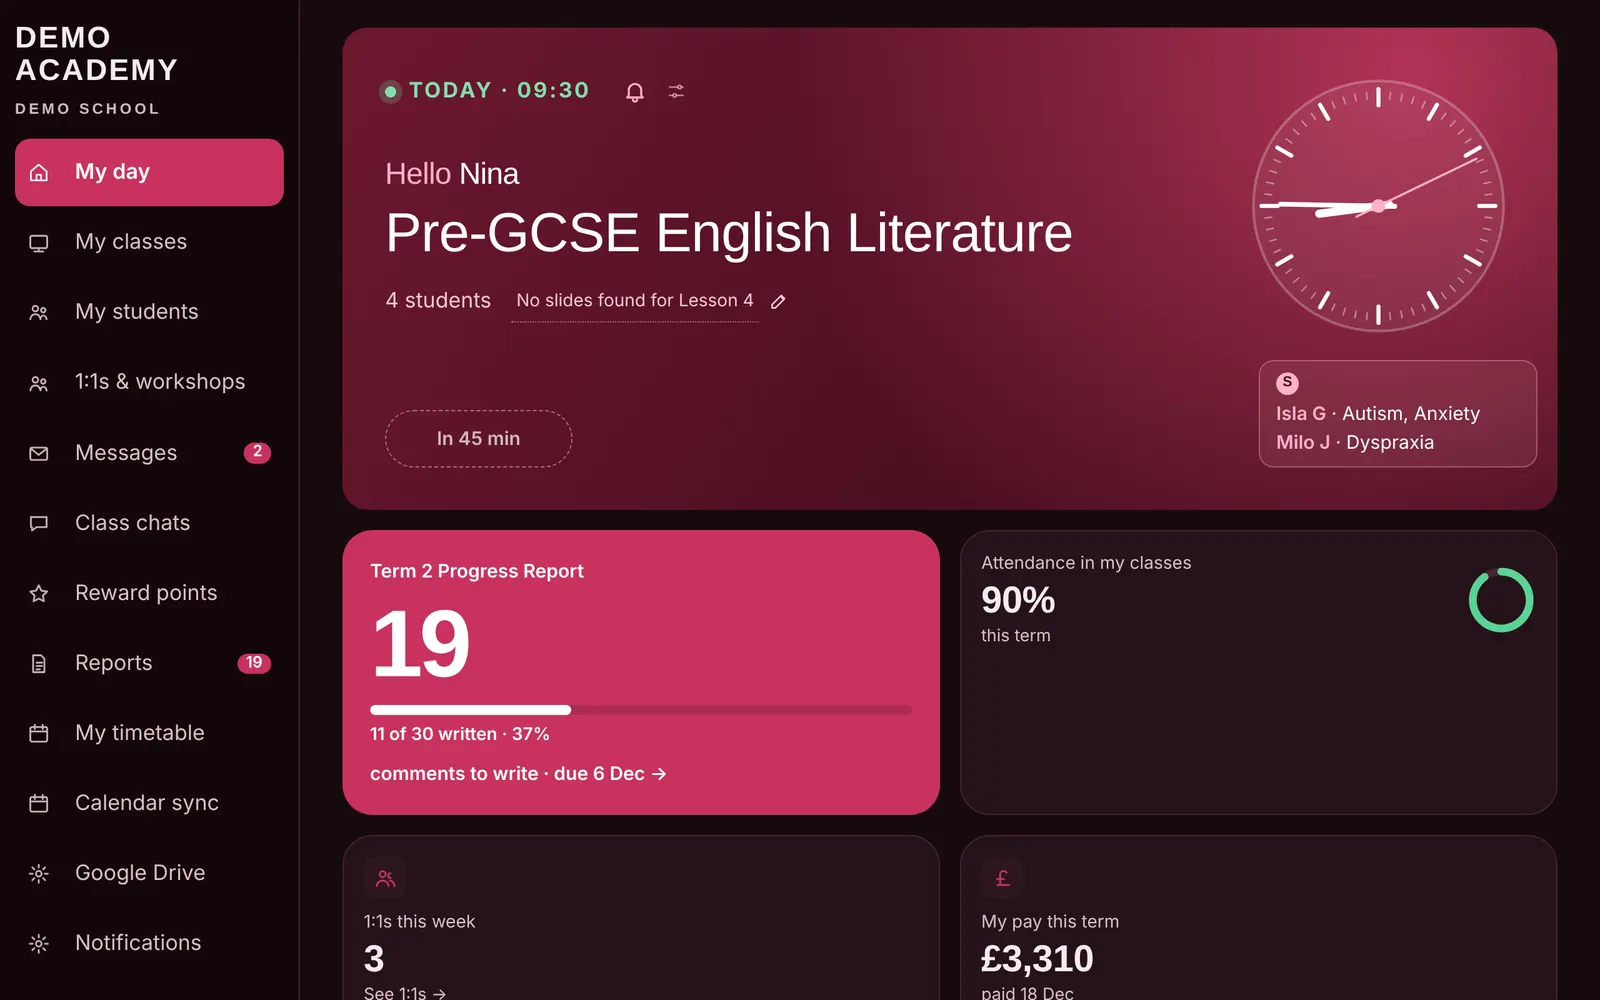 DEMO
ACADEMY
DEMO SCHOOL
My day
My classes
My students
1:1s & workshops
Messages 2
Class chats
Reward points
Reports 19
My timetable
Calendar sync
Google Drive
Notifications
TODAY · 09:30
Hello Nina
Pre-GCSE English Literature
4 students No slides found for Lesson 4
In 45 min
S
Isla G · Autism, Anxiety
Milo J · Dyspraxia
Term 2 Progress Report
19
11 of 30 written · 37%
comments to write · due 6 Dec →
Attendance in my classes
90%
this term
1:1s this week
3
See 1:1s →
£
My pay this term
£3,310
paid 18 Dec